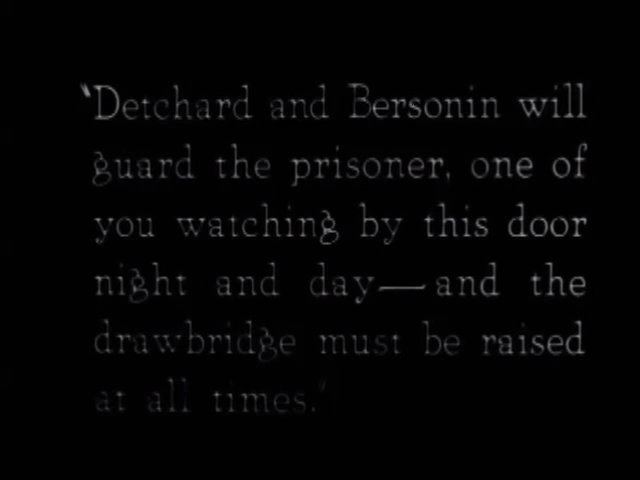 "Detchard and Bersonin will
guard the prisoner, one of
you watching by this door
night and day—and the
drawbridge must be raised
at all times."